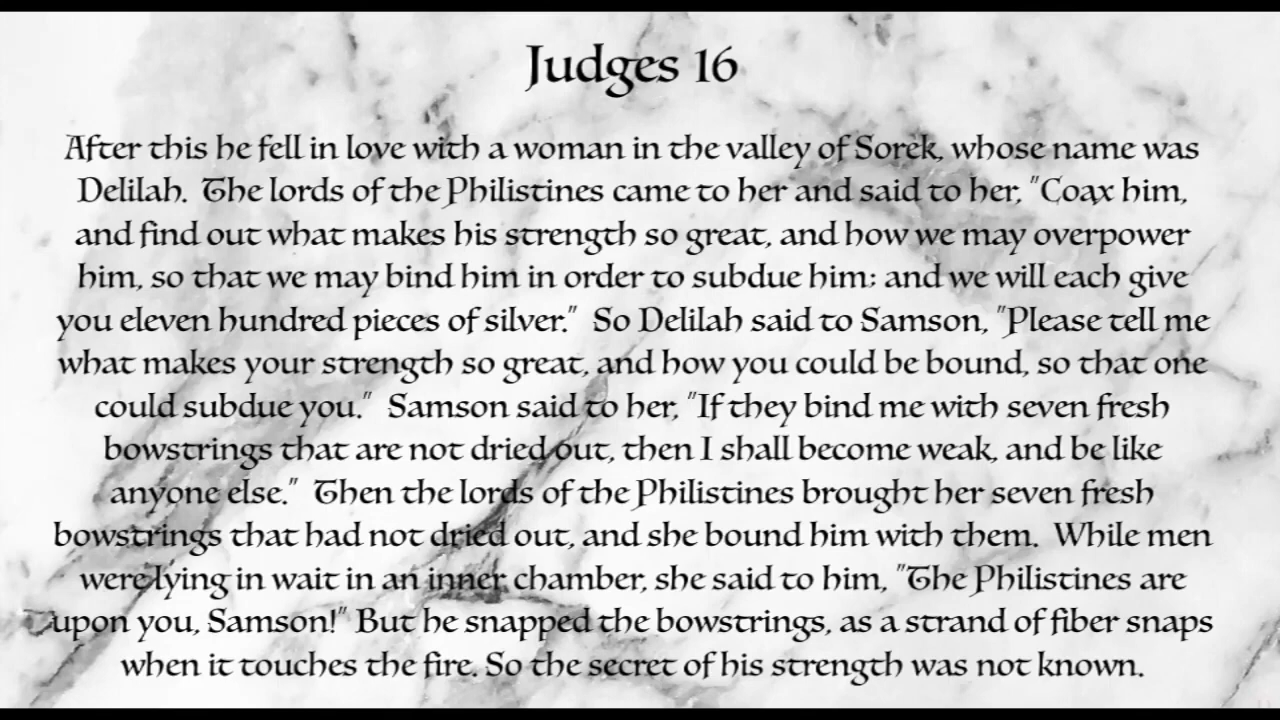 Judges 16
After this he fell in love with a woman in the valley of Sorek, whose name was
Delilah.  The lords of the Philistines came to her and said to her, "Coax him,
and find out what makes his strength so great, and how we may overpower
him, so that we may bind him in order to subdue him; and we will each give
you eleven hundred pieces of silver."  So Delilah said to Samson, "Please tell me
what makes your strength so great, and how you could be bound, so that one
could subdue you."  Samson said to her, "If they bind me with seven fresh
bowstrings that are not dried out, then I shall become weak, and be like
anyone else."  Then the lords of the Philistines brought her seven fresh
bowstrings that had not dried out, and she bound him with them.  While men
were lying in wait in an inner chamber, she said to him, "The Philistines are
upon you, Samson!" But he snapped the bowstrings, as a strand of fiber snaps
when it touches the fire. So the secret of his strength was not known.